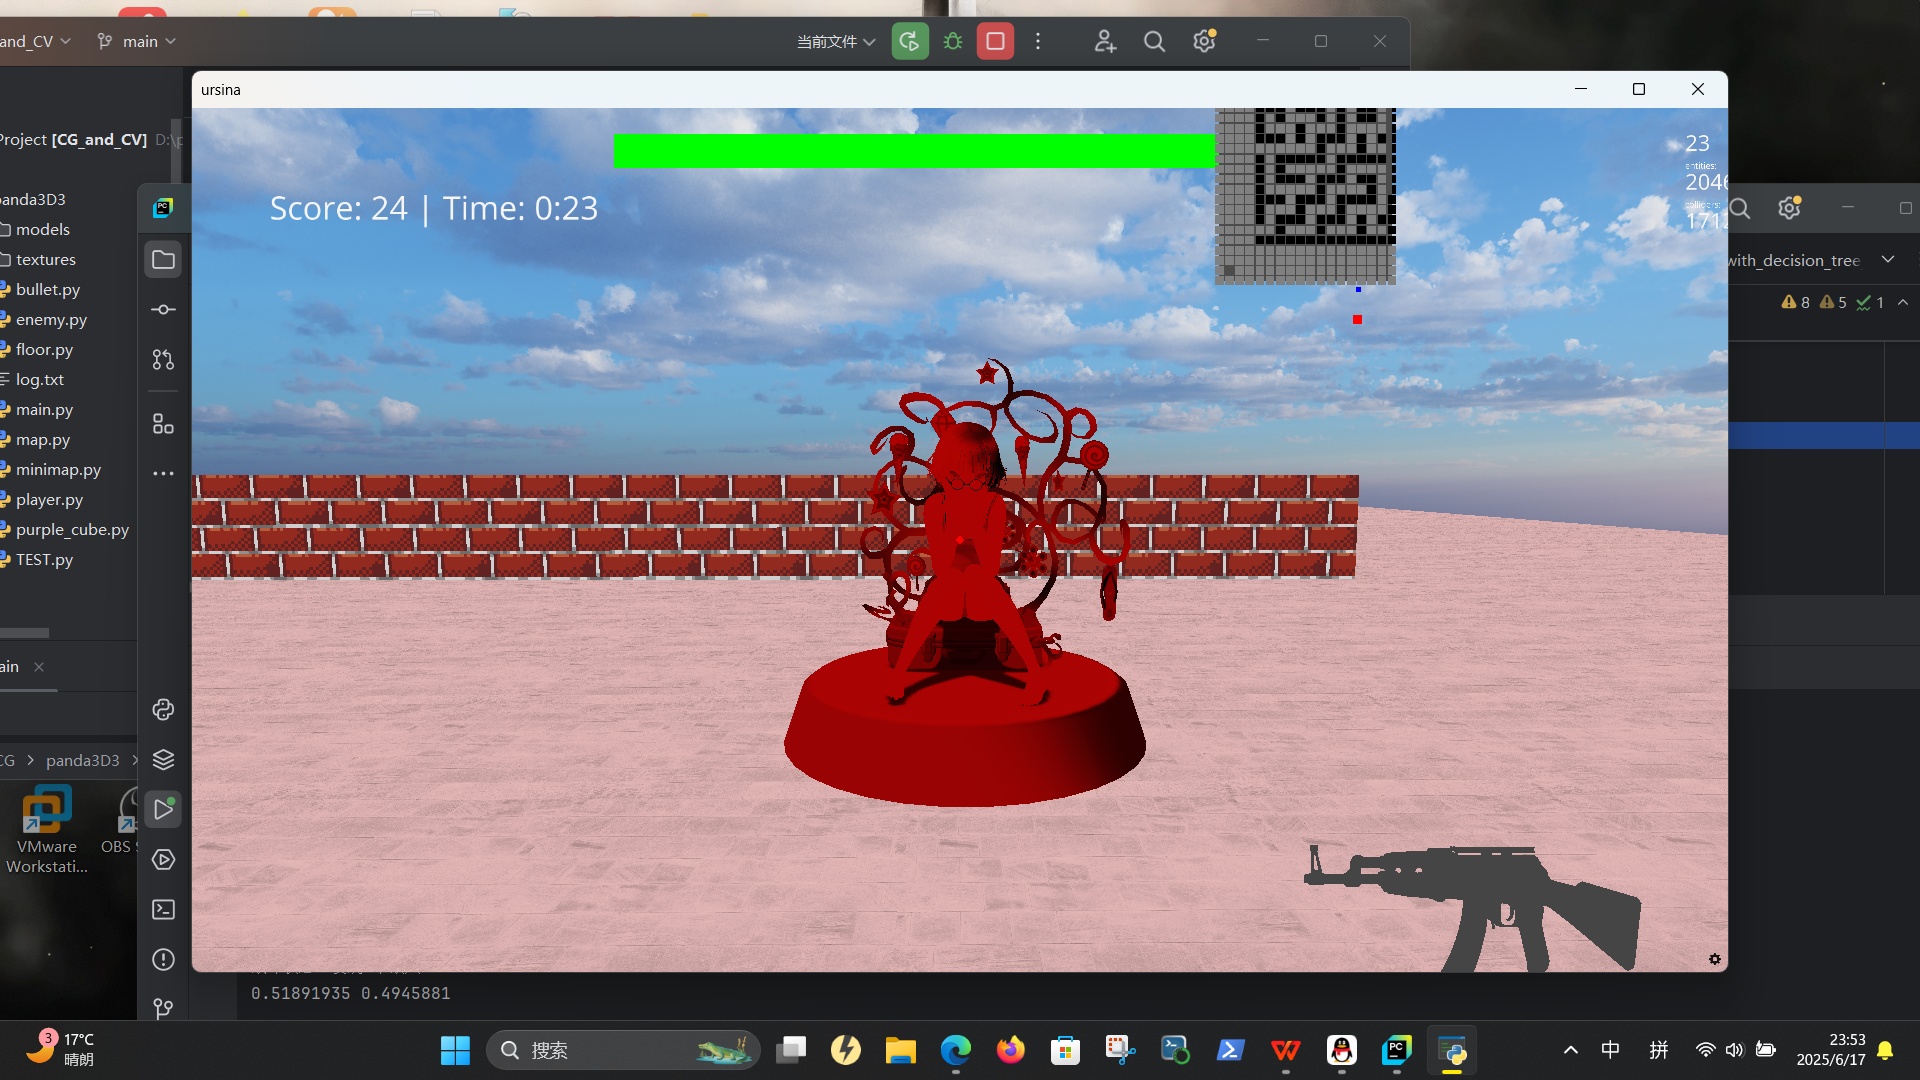 and_CV
main
当前文件
ursina
Project [CG_and_CV] D:\
23
entities:
2046
colliders:
1712
Score: 24 | Time: 0:23
panda3D3
models
textures
bullet.py
enemy.py
floor.py
log.txt
main.py
map.py
minimap.py
player.py
purple_cube.py
TEST.py
with_decision_tree
8 5 1
ain
CG > panda3D3 >
VMware
Workstati...
OBS S
0.51891935 0.4945881
3
17°C
晴朗
搜索
中
拼
23:53
2025/6/17